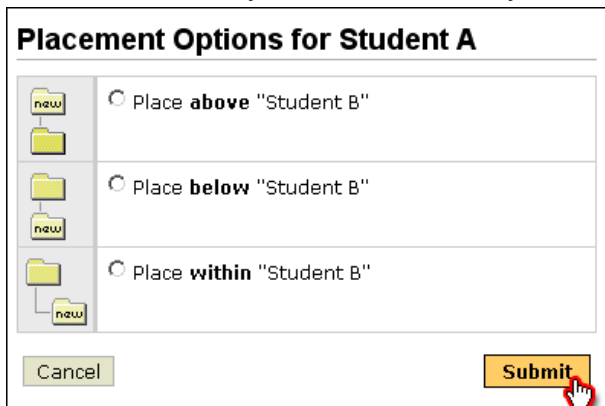 Placement Options for Student A
new
Place above "Student B"
Place below "Student B"
new
Place within "Student B"
new
Cancel
Submit